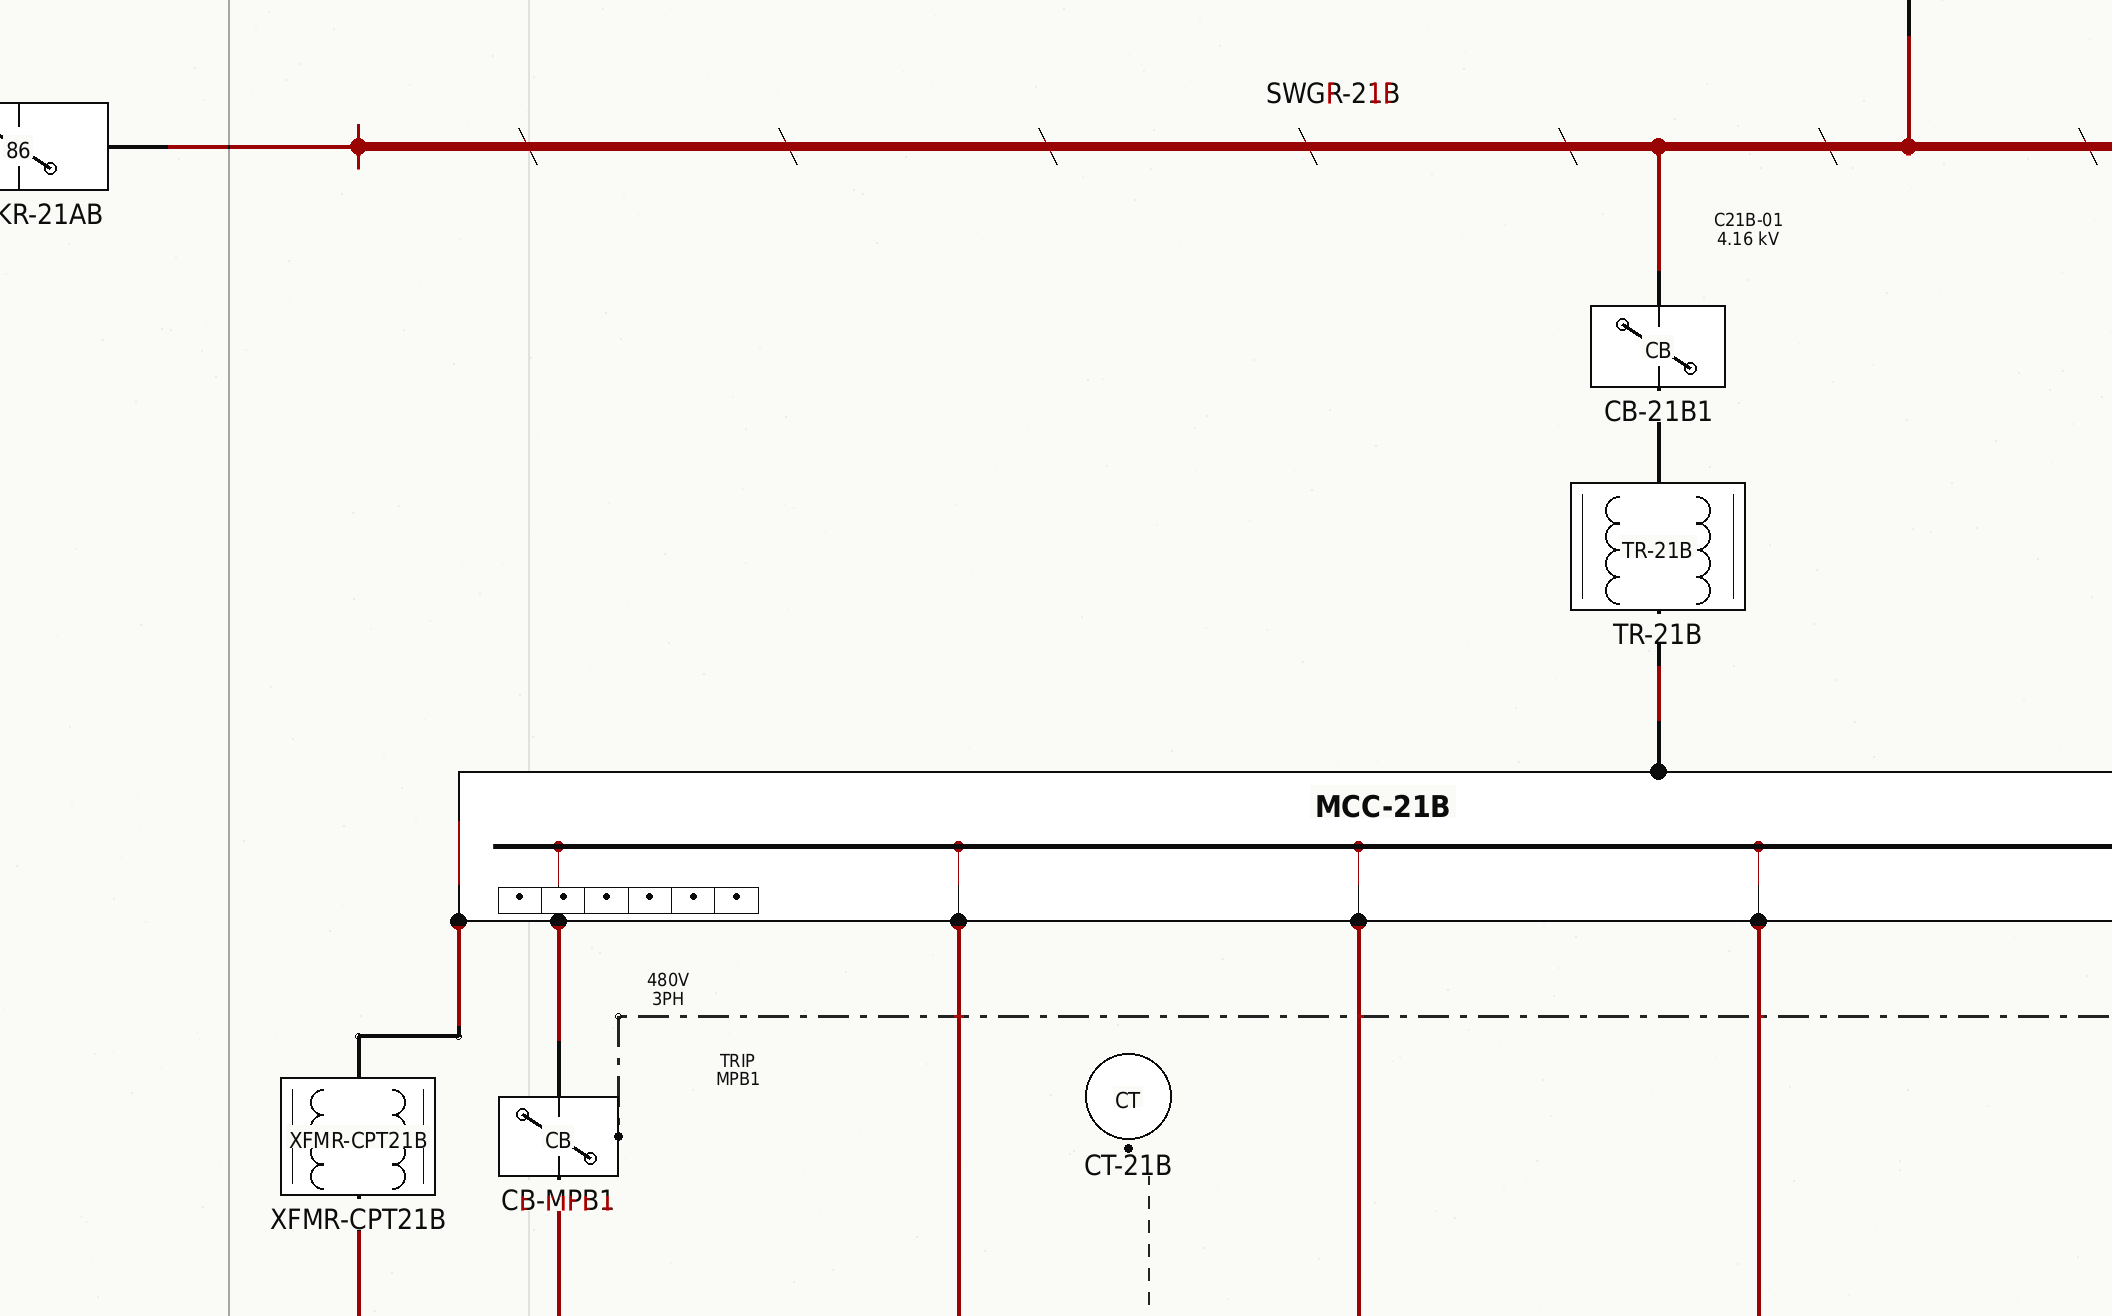 SWGR-21B
86
KR-21AB
C21B-01
4.16 kV
CB
CB-21B1
TR-21B
TR-21B
MCC-21B
480V
3PH
TRIP
MPB1
CT
CT-21B
XFMR-CPT21B
XFMR-CPT21B
CB
CB-MPB1